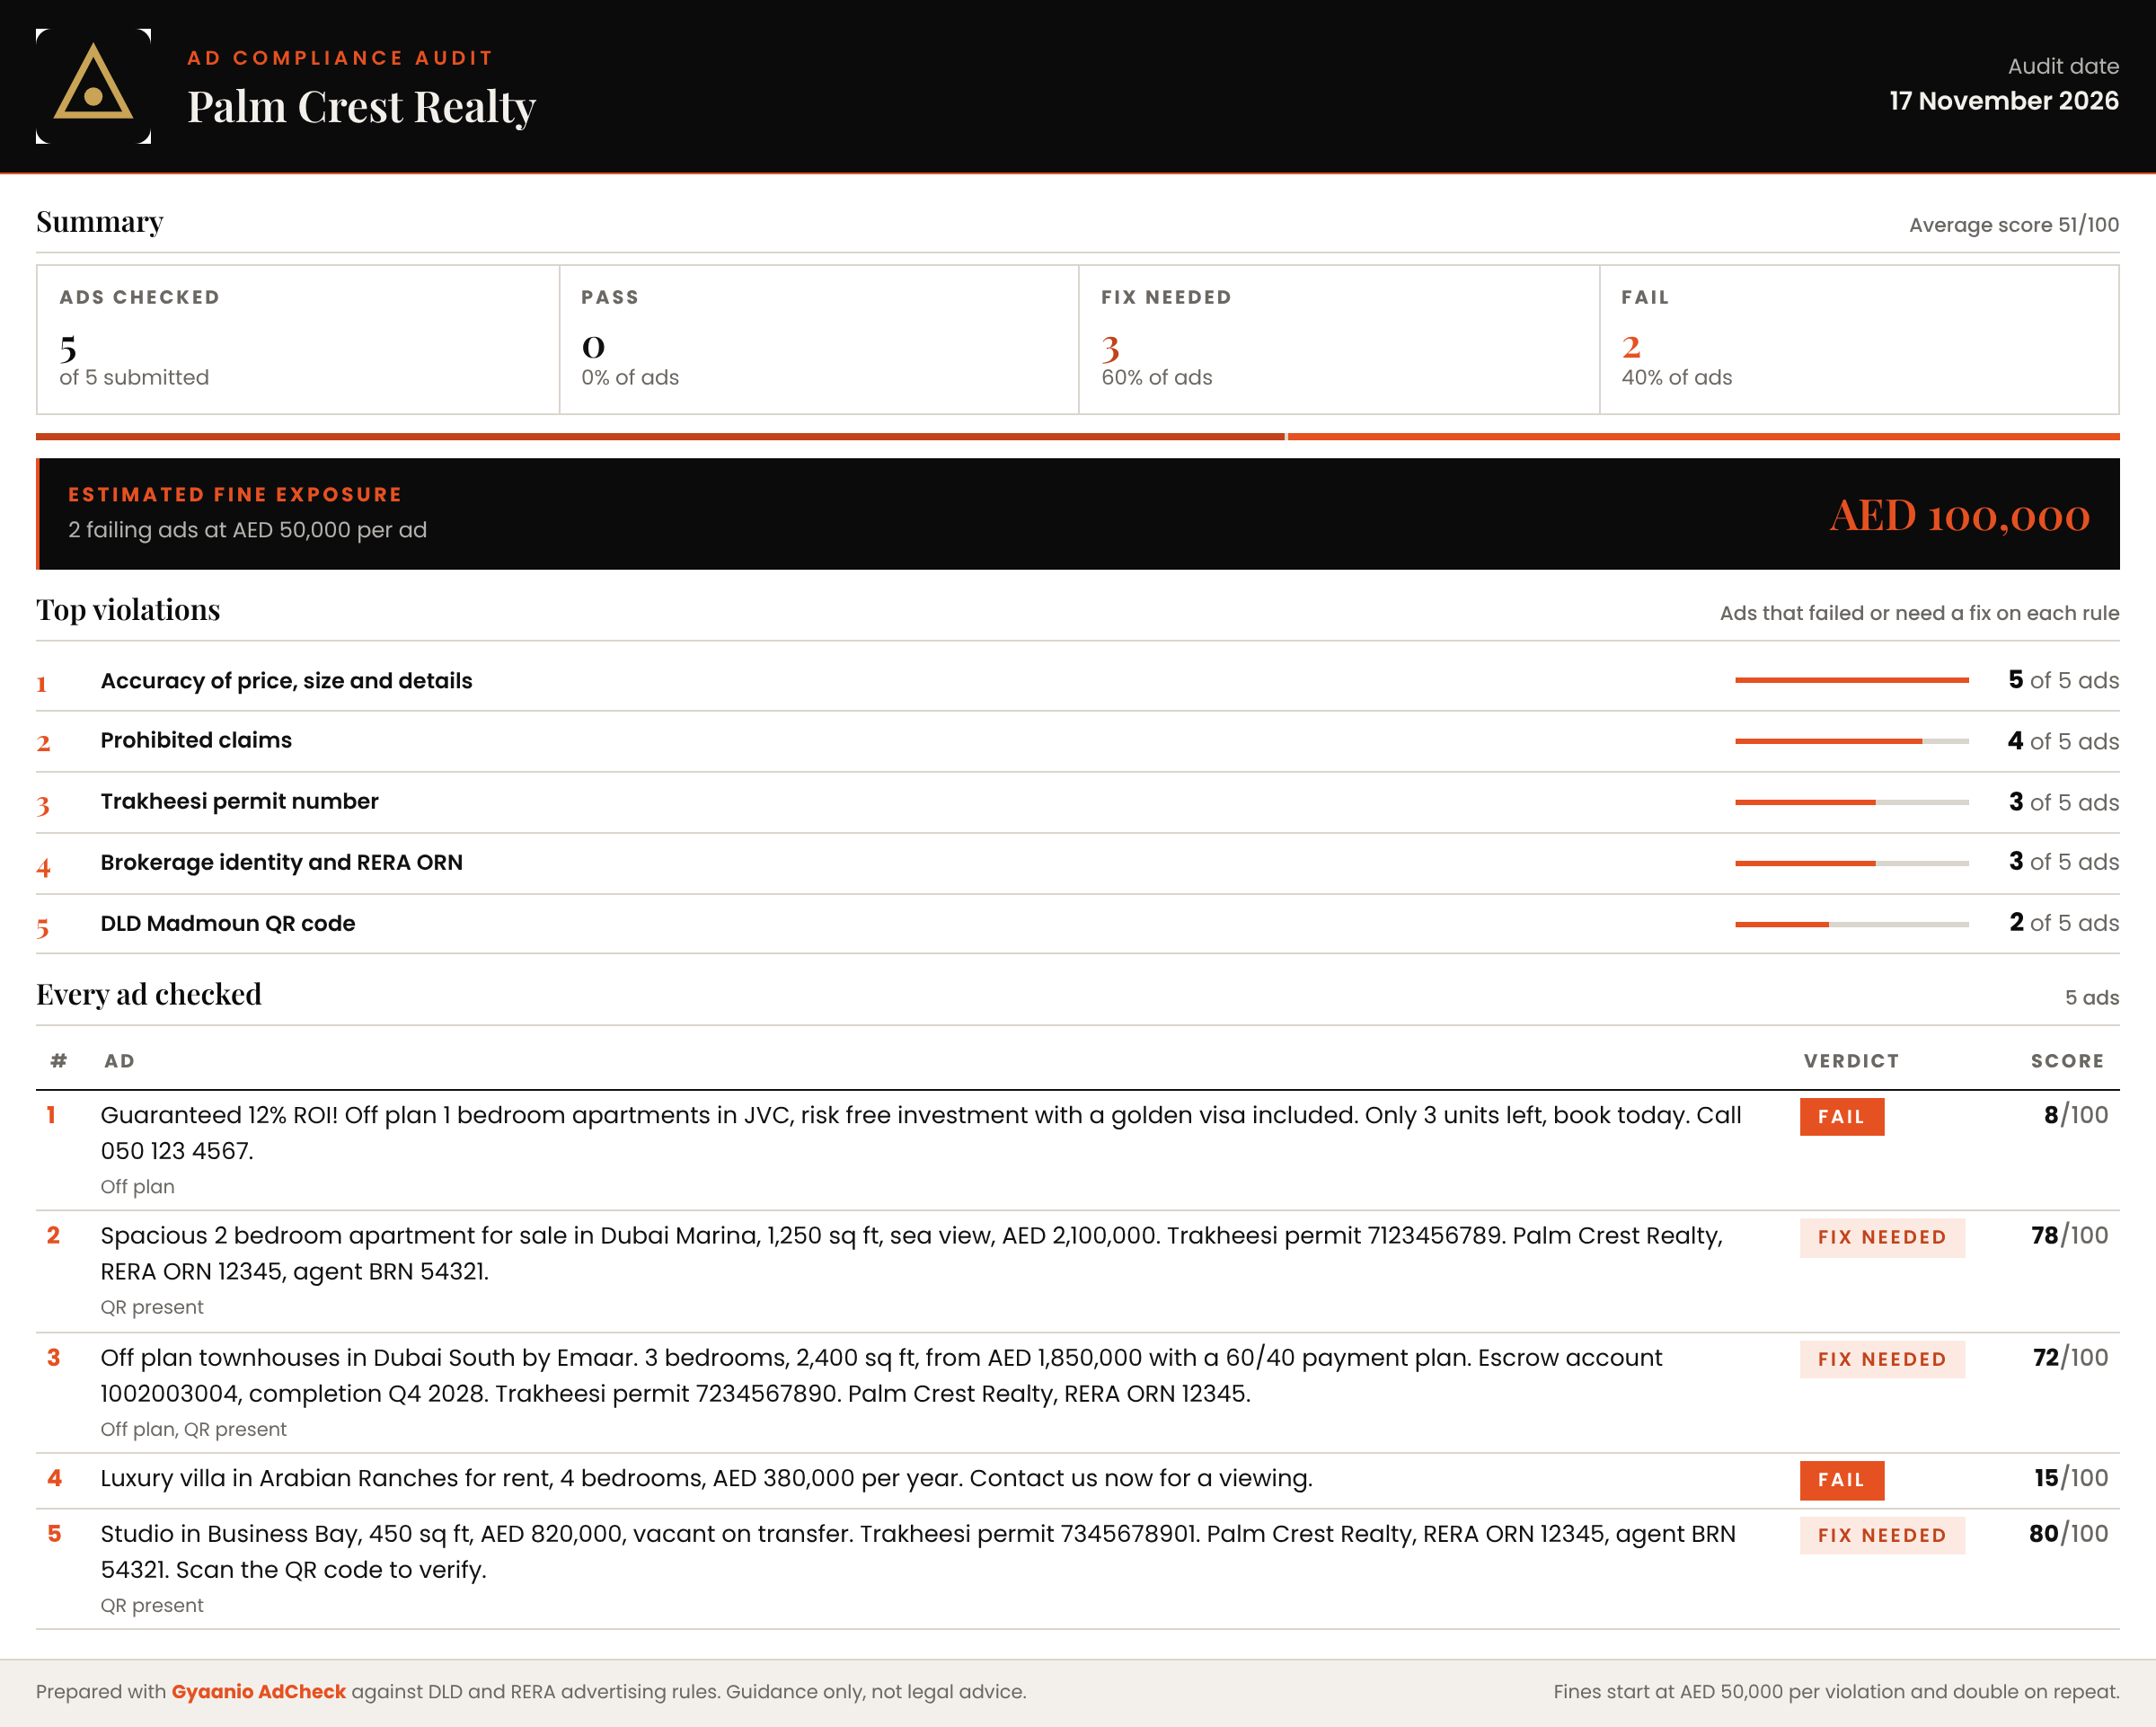 AD COMPLIANCE AUDIT
Palm Crest Realty
Audit date
17 November 2026
Summary
Average score 51/100
ADS CHECKED
5
of 5 submitted
PASS
0
0% of ads
FIX NEEDED
3
60% of ads
FAIL
2
40% of ads
ESTIMATED FINE EXPOSURE
2 failing ads at AED 50,000 per ad
AED 100,000
Top violations
Ads that failed or need a fix on each rule
1 Accuracy of price, size and details 5 of 5 ads
2 Prohibited claims 4 of 5 ads
3 Trakheesi permit number 3 of 5 ads
4 Brokerage identity and RERA ORN 3 of 5 ads
5 DLD Madmoun QR code 2 of 5 ads
Every ad checked
5 ads
# AD VERDICT SCORE
1 Guaranteed 12% ROI! Off plan 1 bedroom apartments in JVC, risk free investment with a golden visa included. Only 3 units left, book today. Call FAIL 8/100
050 123 4567.
Off plan
2 Spacious 2 bedroom apartment for sale in Dubai Marina, 1,250 sq ft, sea view, AED 2,100,000. Trakheesi permit 7123456789. Palm Crest Realty, FIX NEEDED 78/100
RERA ORN 12345, agent BRN 54321.
QR present
3 Off plan townhouses in Dubai South by Emaar. 3 bedrooms, 2,400 sq ft, from AED 1,850,000 with a 60/40 payment plan. Escrow account FIX NEEDED 72/100
1002003004, completion Q4 2028. Trakheesi permit 7234567890. Palm Crest Realty, RERA ORN 12345.
Off plan, QR present
4 Luxury villa in Arabian Ranches for rent, 4 bedrooms, AED 380,000 per year. Contact us now for a viewing. FAIL 15/100
5 Studio in Business Bay, 450 sq ft, AED 820,000, vacant on transfer. Trakheesi permit 7345678901. Palm Crest Realty, RERA ORN 12345, agent BRN FIX NEEDED 80/100
54321. Scan the QR code to verify.
QR present
Prepared with Gyaanio AdCheck against DLD and RERA advertising rules. Guidance only, not legal advice.
Fines start at AED 50,000 per violation and double on repeat.